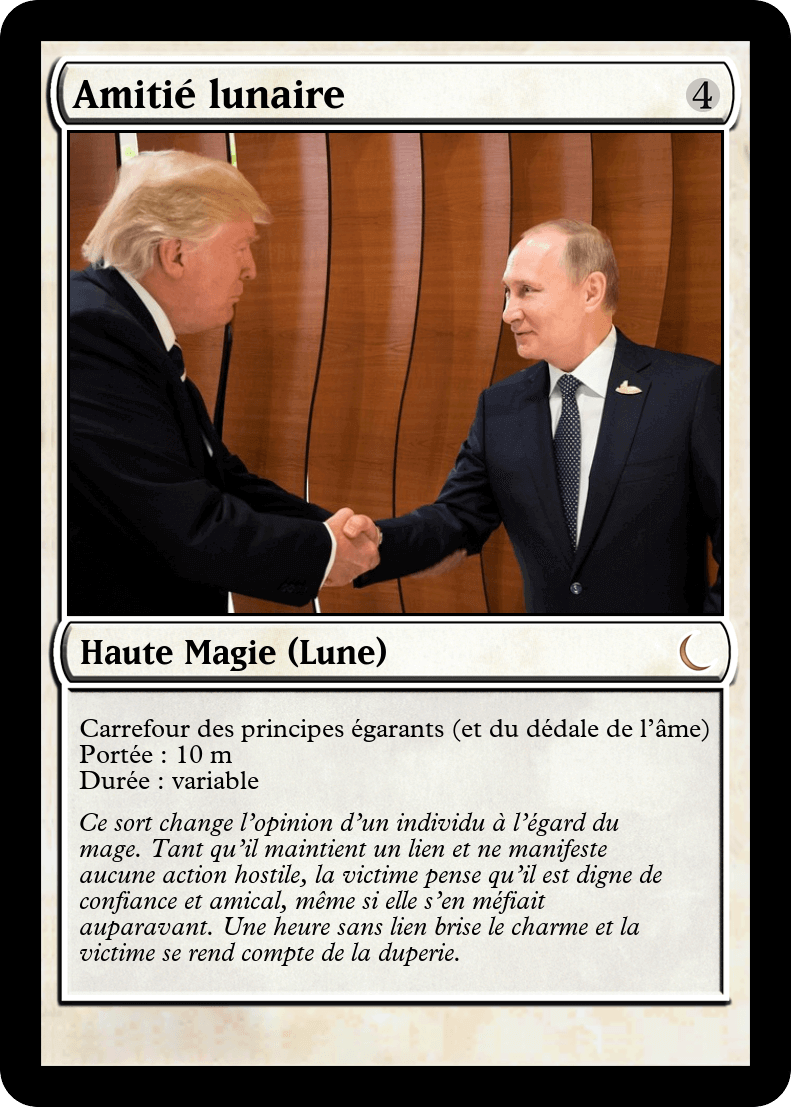 Amitié lunaire
4
Haute Magie (Lune)
Carrefour des principes égarants (et du dédale de l'âme)
Portée : 10 m
Durée : variable
Ce sort change l'opinion d'un individu à l'égard du
mage. Tant qu'il maintient un lien et ne manifeste
aucune action hostile, la victime pense qu'il est digne de
confiance et amical, même si elle s'en méfiait
auparavant. Une heure sans lien brise le charme et la
victime se rend compte de la duperie.